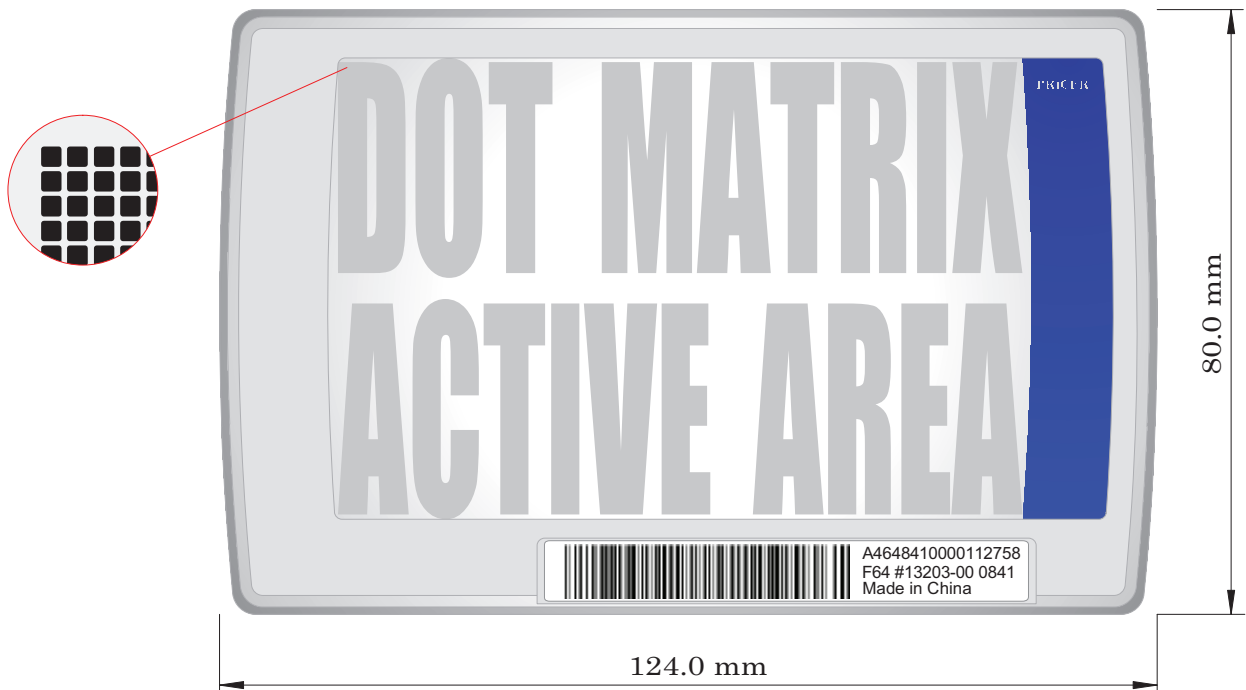 DOT MATRIX
PRICER
ACTIVE AREA
80.0 mm
A4648410000112758
F64 #13203-00 0841
Made in China
124.0 mm